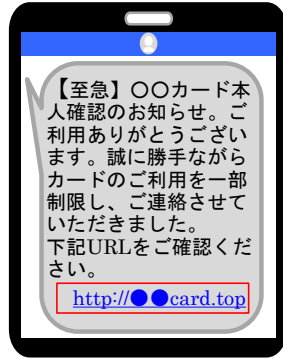 【至急】〇〇カード本
人確認のお知らせ。ご
利用ありがとうござい
ます。誠に勝手ながら
カードのご利用を一部
制限し、ご連絡させて
いただきました。
下記URLをご確認くだ
さい。
http://●●card.top